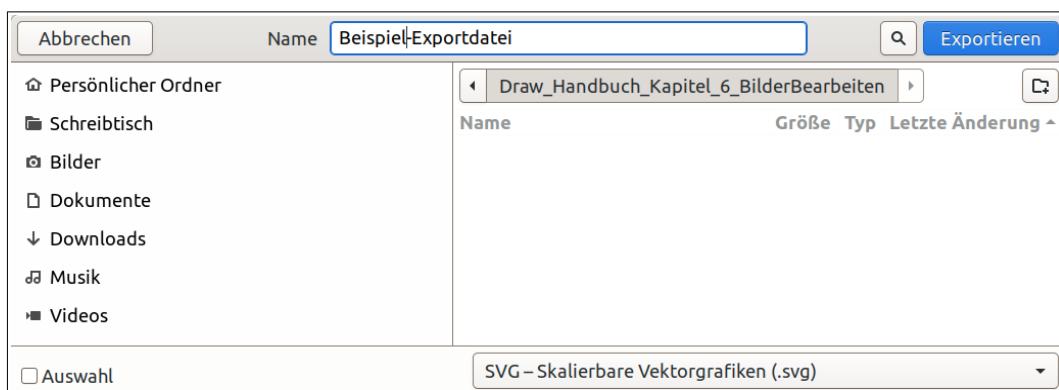 Abbrechen Name Beispiel-Exportdatei Exportieren
Persönlicher Ordner
Schreibtisch
Bilder
Dokumente
Downloads
Musik
Videos
Draw_Handbuch_Kapitel_6_BilderBearbeiten
Name Größe Typ Letzte Änderung
Auswahl
SVG – Skalierbare Vektorgrafiken (.svg)